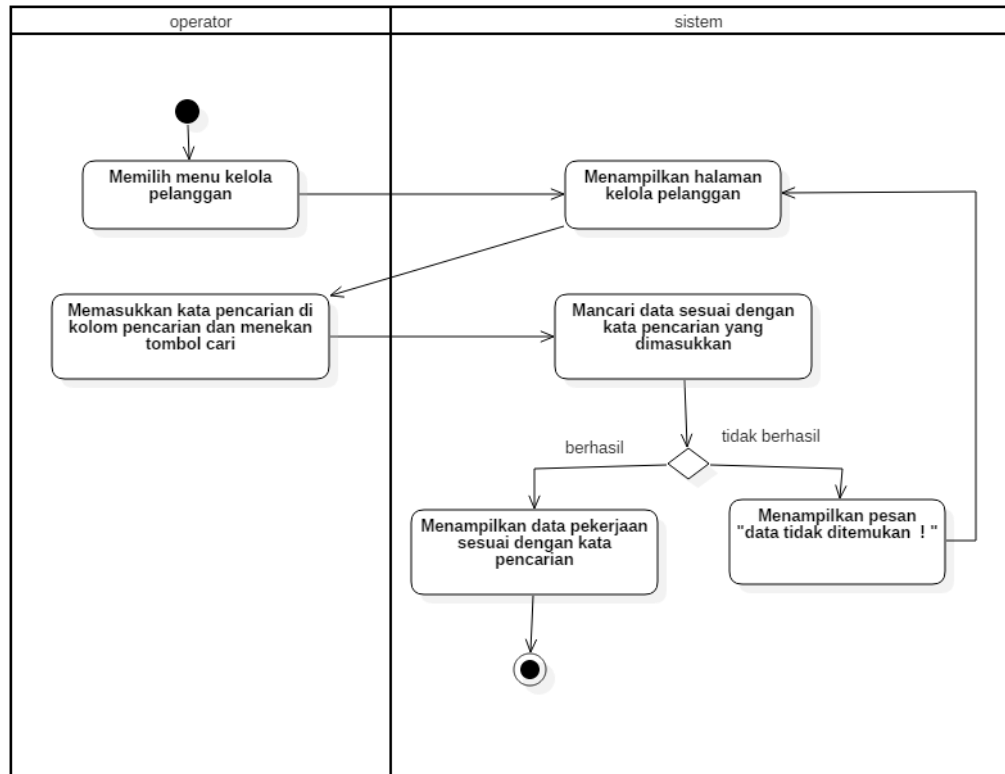 operator
sistem
Memilih menu kelola
pelanggan
Menampilkan halaman
kelola pelanggan
Memasukkan kata pencarian di
kolom pencarian dan menekan
tombol cari
Mancari data sesuai dengan
kata pencarian yang
dimasukkan
berhasil
tidak berhasil
Menampilkan data pekerjaan
sesuai dengan kata
pencarian
Menampilkan pesan
"data tidak ditemukan  ! "